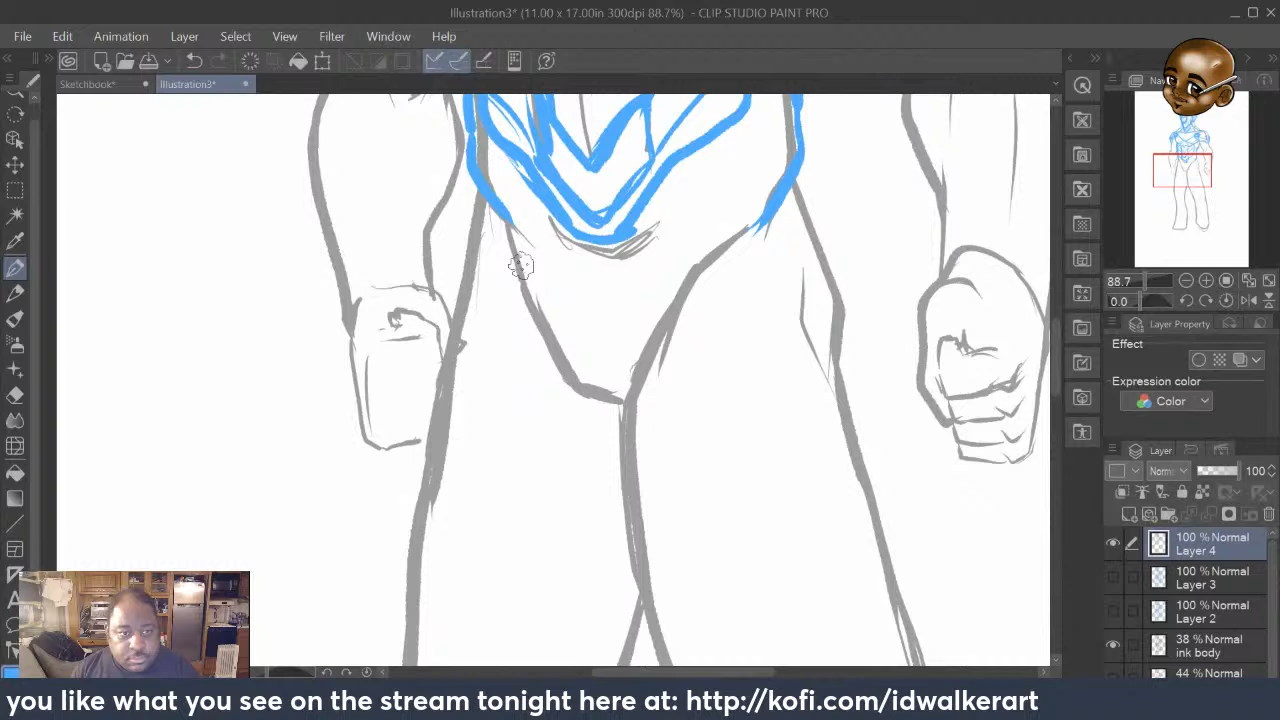 Illustration3* (11.00 x 17.00in 300dpi 88.7%) - CLIP STUDIO PAINT PRO
File Edit Animation Layer Select View Filter Window Help
Sketchbook* Illustration3*
88.7
0.0
Layer Property
Effect
Expression color
Color
Layer
Norm 100
100 % Normal
Layer 4
100 % Normal
Layer 3
100 % Normal
Layer 2
38 % Normal
ink body
44 % Normal
you like what you see on the stream tonight here at: http://kofi.com/idwalkerart